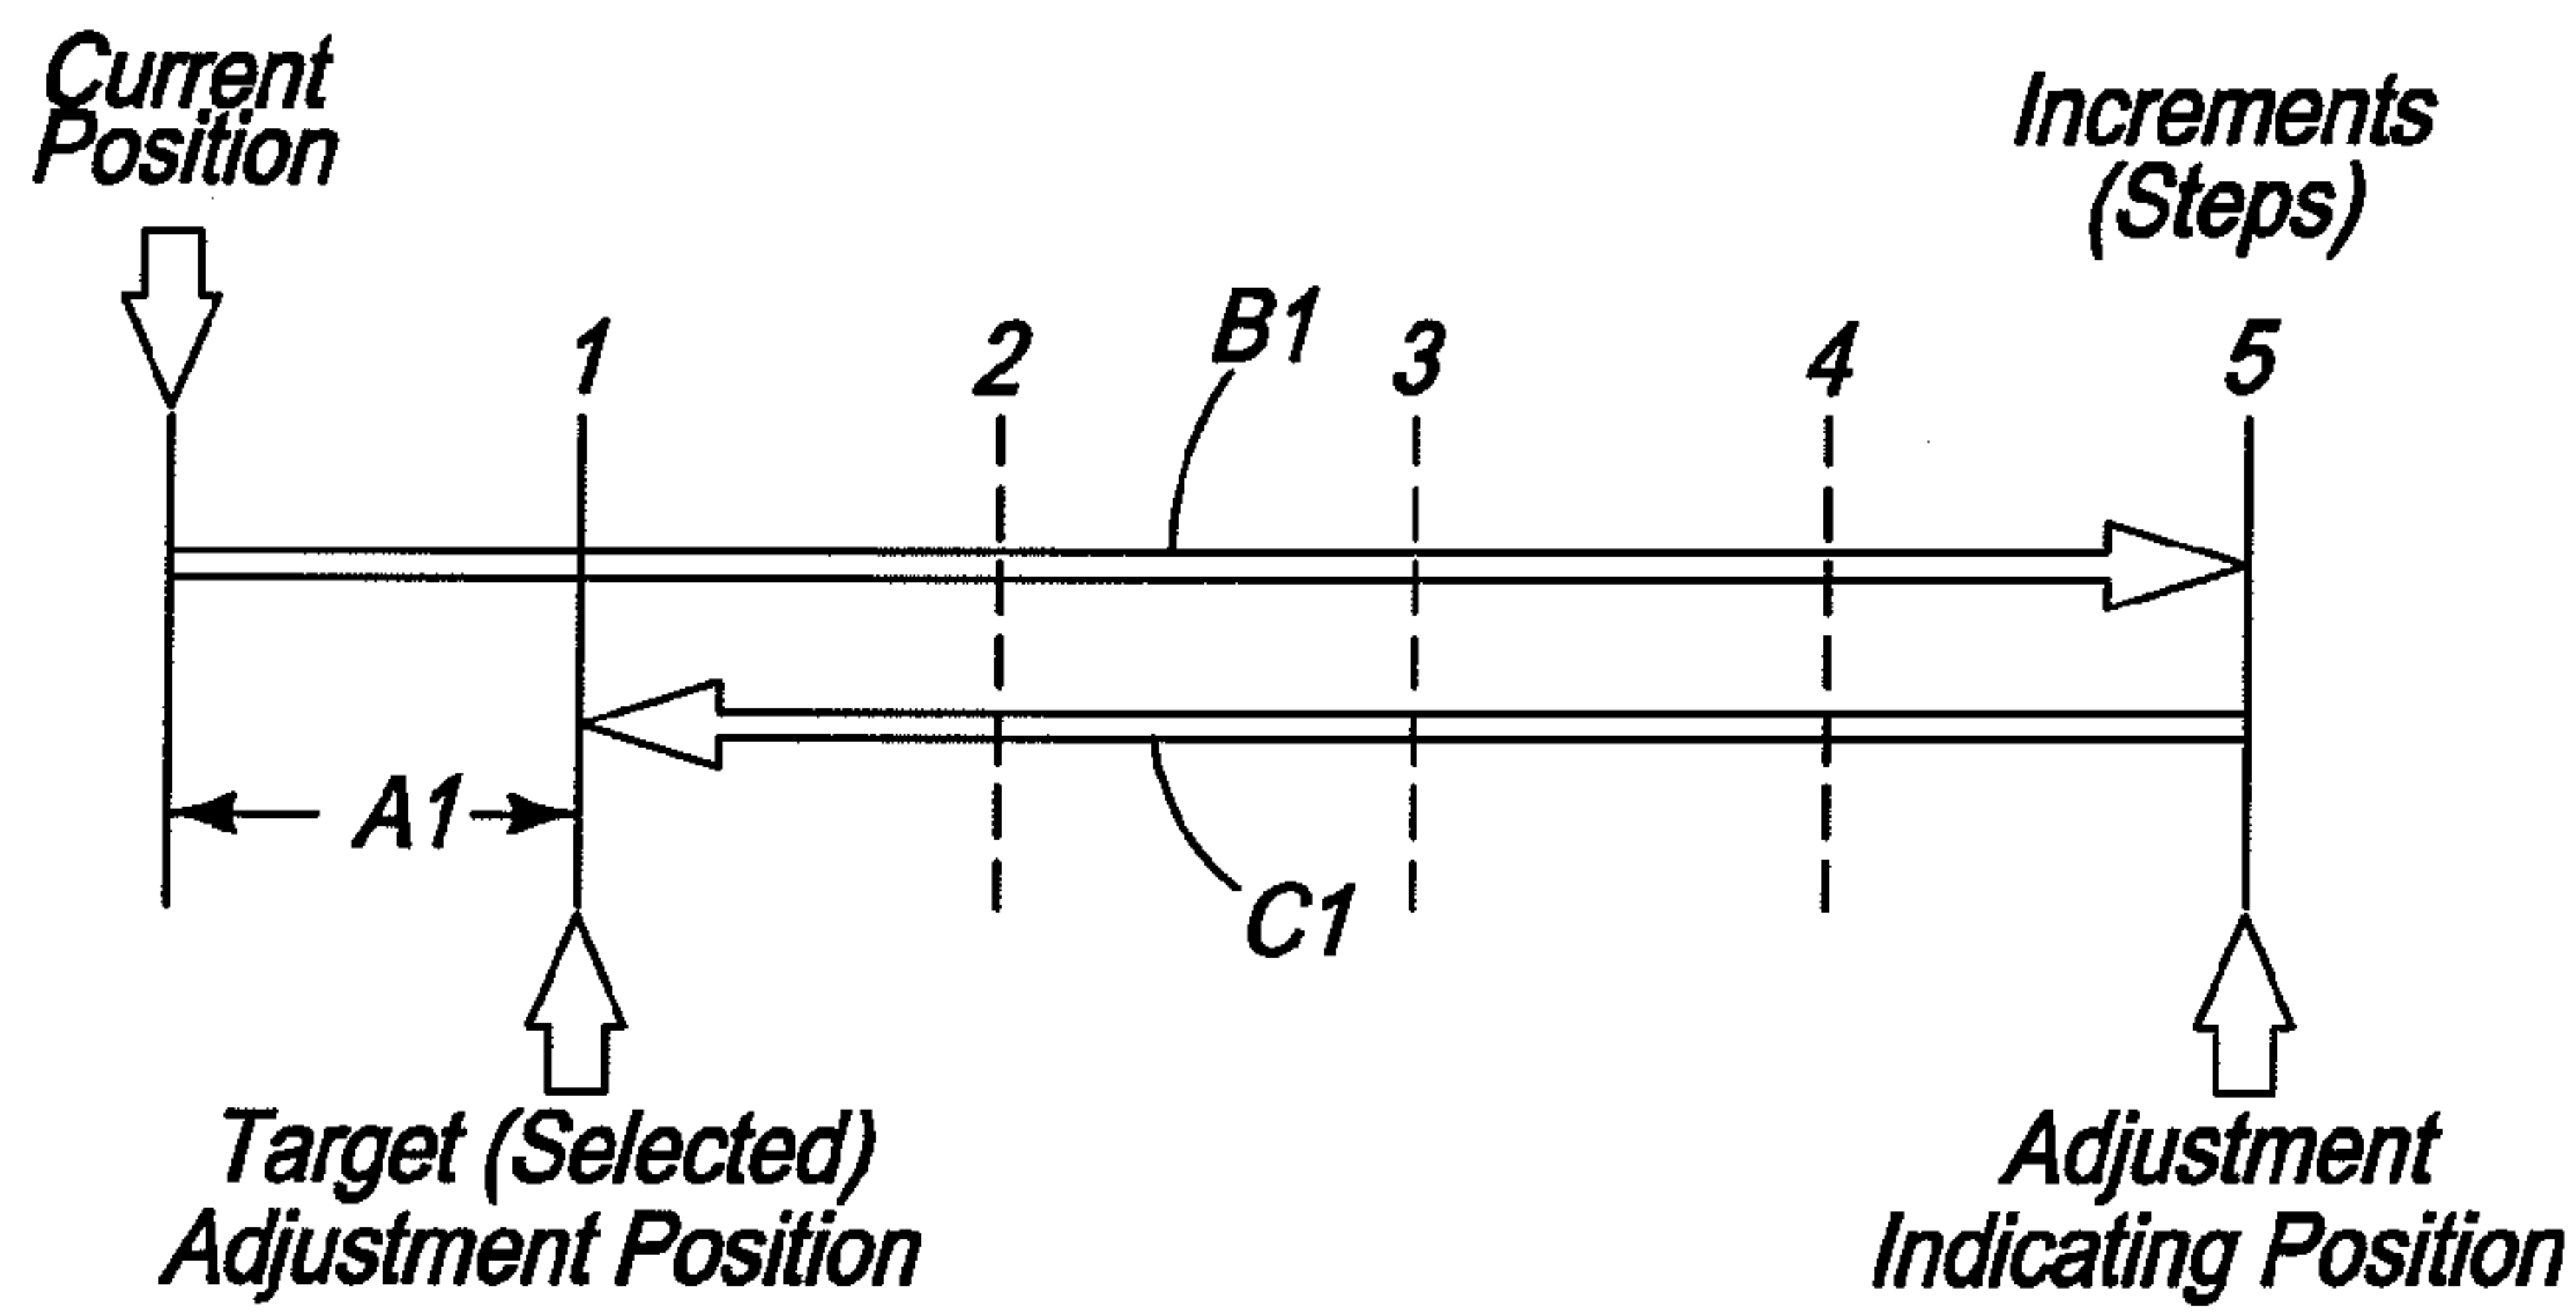 Current
Position
Increments
(Steps)
1
2
B1
3
4
5
A1
C1
Target (Selected)
Adjustment Position
Adjustment
Indicating Position